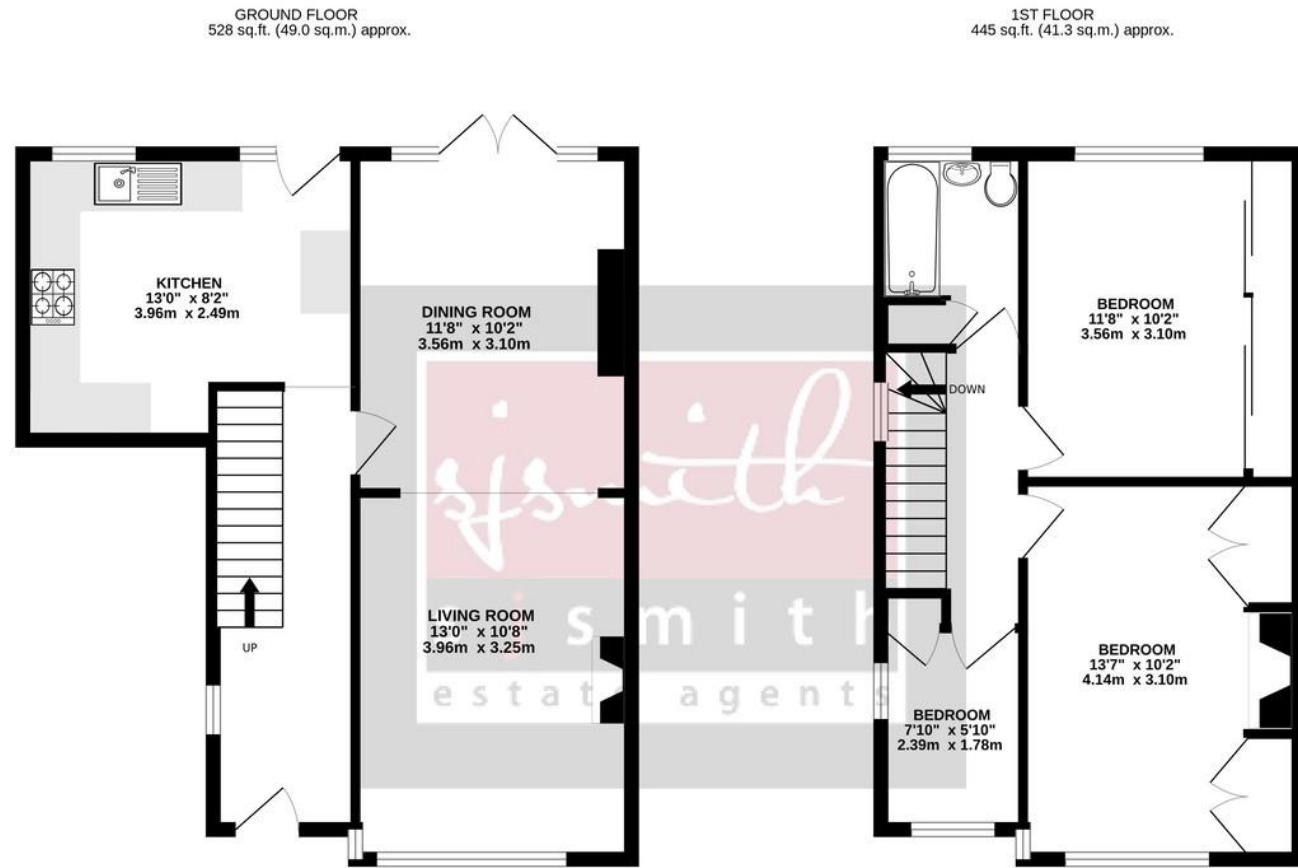 GROUND FLOOR
528 sq.ft. (49.0 sq.m.) approx.
1ST FLOOR
445 sq.ft. (41.3 sq.m.) approx.
KITCHEN
13'0" x 8'2"
3.96m x 2.49m
DINING ROOM
11'8" x 10'2"
3.56m x 3.10m
BEDROOM
11'8" x 10'2"
3.56m x 3.10m
DOWN
sjsmith
UP
LIVING ROOM
13'0" x 10'8"
3.96m x 3.25m
sjsmith
estate agents
BEDROOM
13'7" x 10'2"
4.14m x 3.10m
BEDROOM
7'10" x 5'10"
2.39m x 1.78m